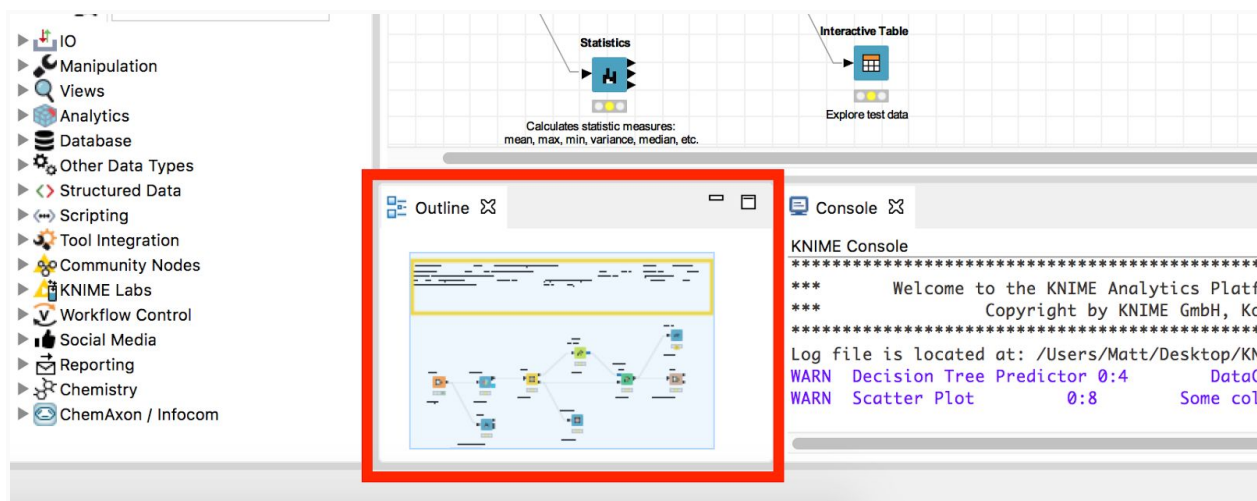 IO
Manipulation
Views
Analytics
Database
Other Data Types
Structured Data
Scripting
Tool Integration
Community Nodes
KNIME Labs
Workflow Control
Social Media
Reporting
Chemistry
ChemAxon / Infocom
Statistics
Calculates statistic measures:
mean, max, min, variance, median, etc.
Interactive Table
Explore test data
Outline
Console
KNIME Console
***********************************************
*** Welcome to the KNIME Analytics Platf
*** Copyright by KNIME GmbH, Ko
***********************************************
Log file is located at: /Users/Matt/Desktop/KN
WARN Decision Tree Predictor 0:4 DataC
WARN Scatter Plot 0:8 Some col